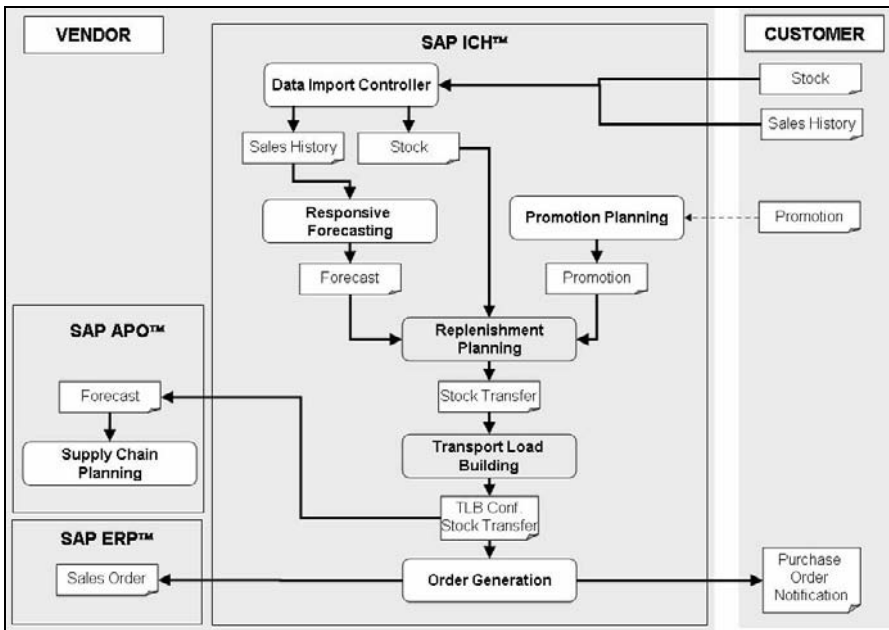 VENDOR
SAP ICH™
CUSTOMER
Data Import Controller
Stock
Sales History
Sales History
Stock
Responsive
Forecasting
Promotion Planning
Promotion
Forecast
Promotion
SAP APO™
Replenishment
Planning
Forecast
Stock Transfer
Supply Chain
Planning
Transport Load
Building
TLB Conf.
Stock Transfer
SAP ERP™
Sales Order
Order Generation
Purchase
Order
Notification